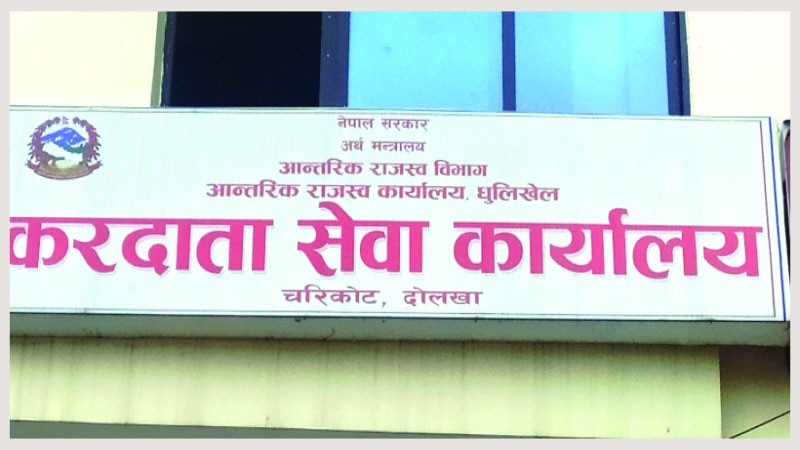 नेपाल सरकार
अर्थ मन्त्रालय
आन्तरिक राजस्व विभाग
आन्तरिक राजस्व कार्यालय, धुलिखेल
करदाता सेवा कार्यालय
चरिकोट, दोलखा